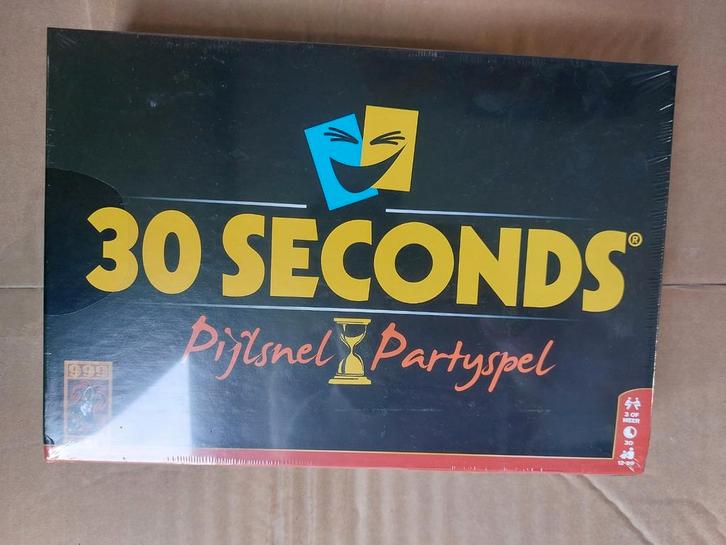 30 SECONDS®
Pijlsnel Partyspel
999
3 OF
MEER
30
12-99